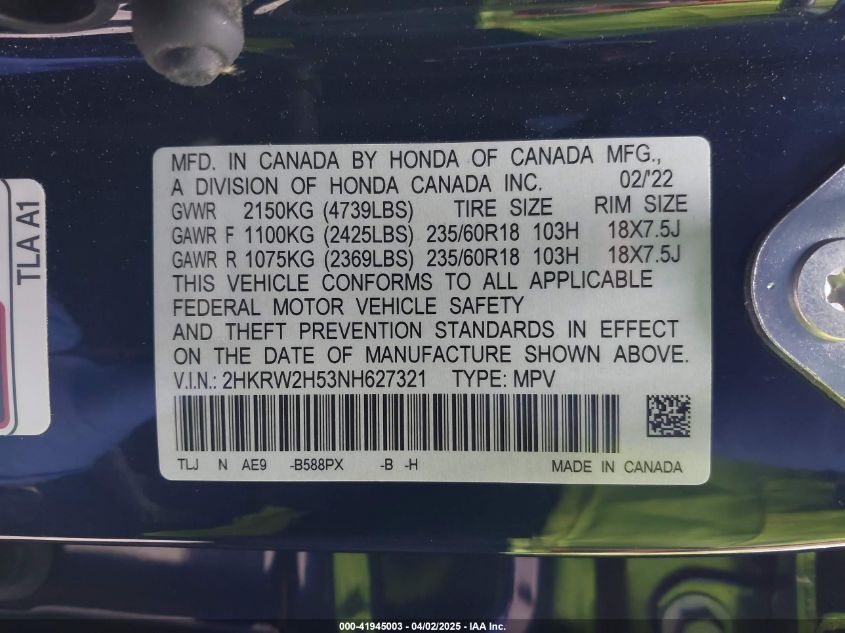 MFD. IN CANADA BY HONDA OF CANADA MFG.,
A DIVISION OF HONDA CANADA INC. 02/'22
GVWR 2150KG (4739LBS) TIRE SIZE RIM SIZE
GAWR F 1100KG (2425LBS) 235/60R18 103H 18X7.5J
GAWR R 1075KG (2369LBS) 235/60R18 103H 18X7.5J
THIS VEHICLE CONFORMS TO ALL APPLICABLE
FEDERAL MOTOR VEHICLE SAFETY
AND THEFT PREVENTION STANDARDS IN EFFECT
ON THE DATE OF MANUFACTURE SHOWN ABOVE.
V.I.N.: 2HKRW2H53NH627321 TYPE: MPV
TLJ N AE9 -B588PX -B -H MADE IN CANADA
TLA A1
000-41945003 - 04/02/2025 - IAA Inc.